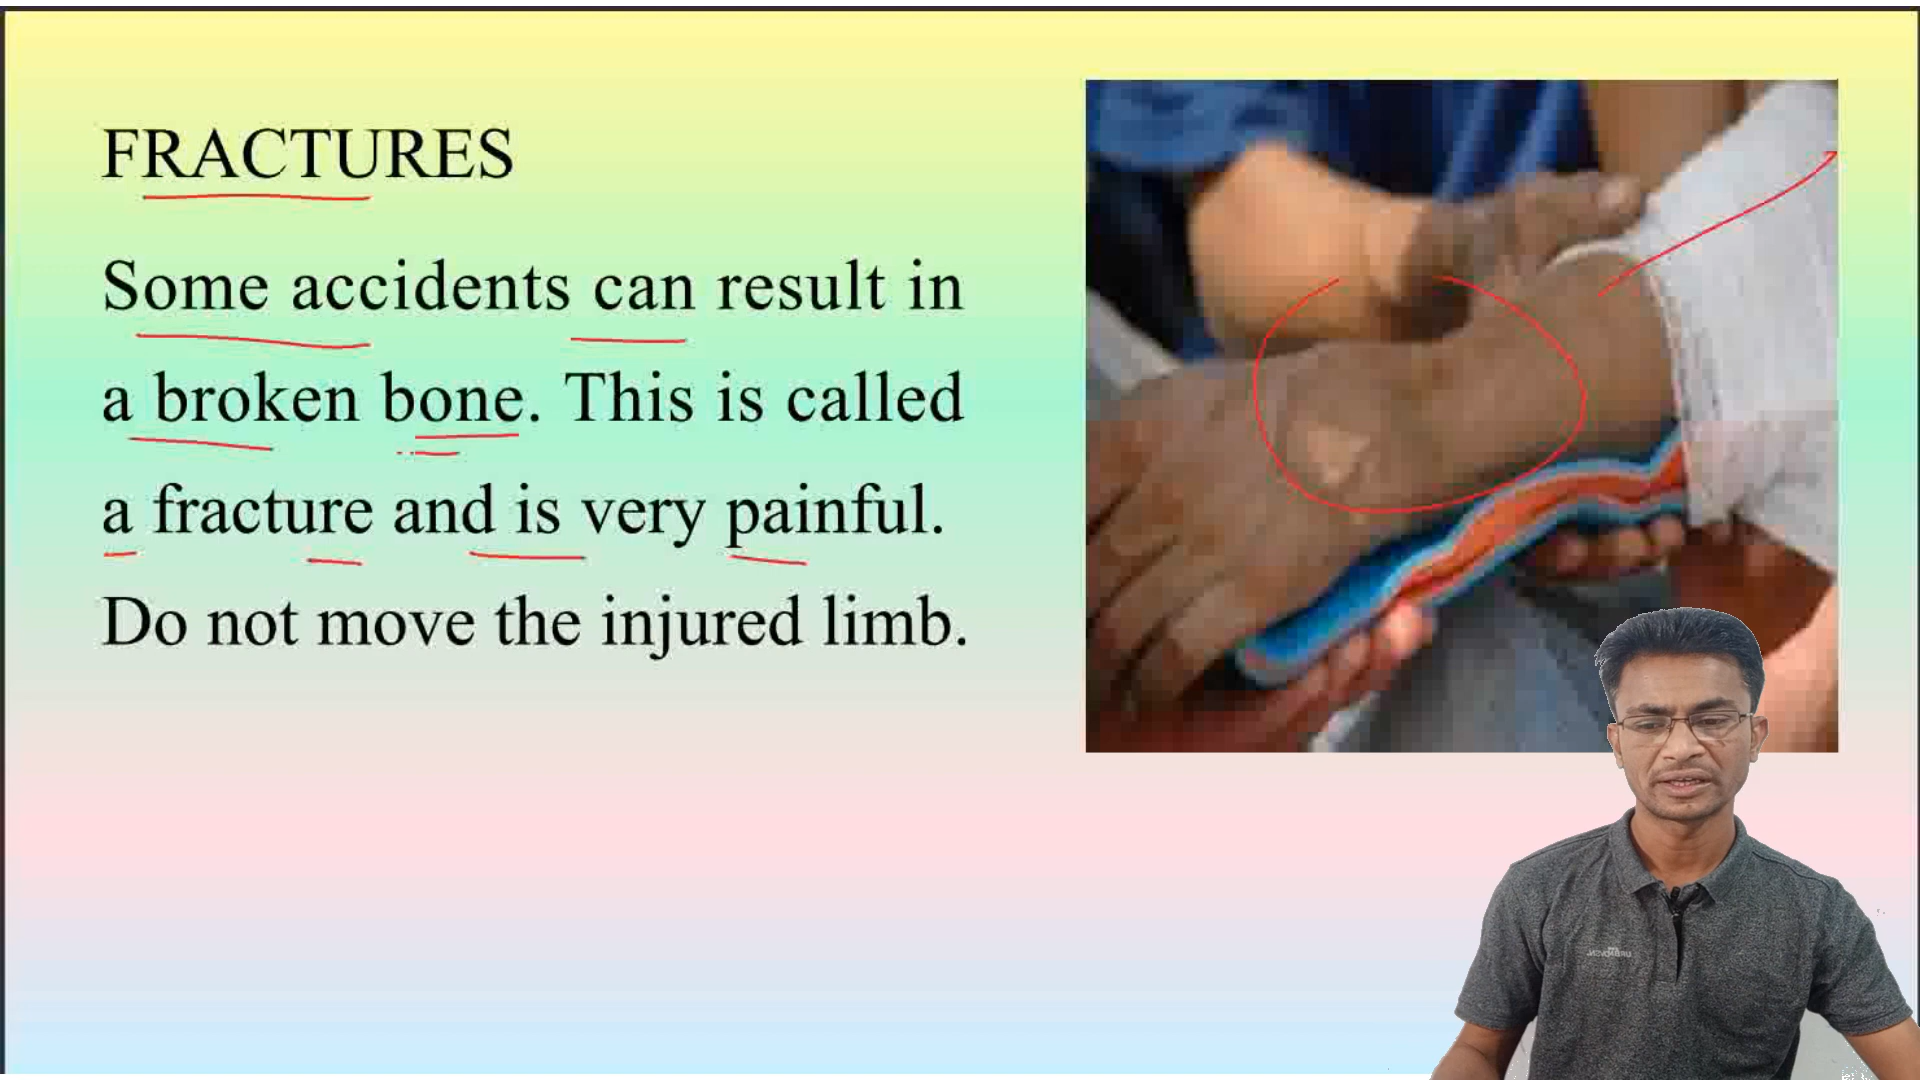 FRACTURES
Some accidents can result in
a broken bone. This is called
a fracture and is very painful.
Do not move the injured limb.